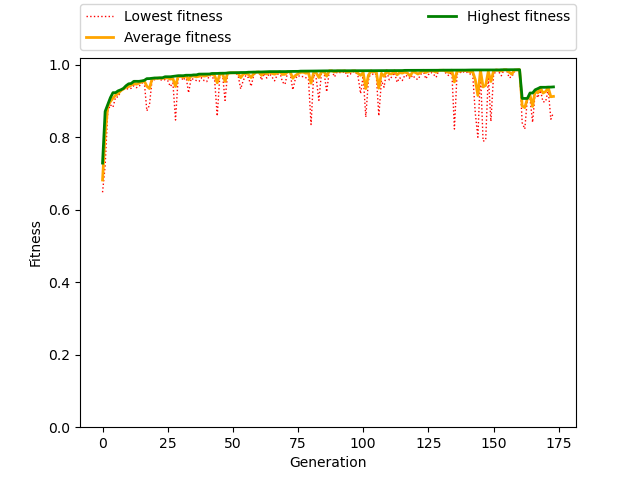 Lowest fitness
Average fitness
Highest fitness
1.0
0.8
0.6
0.4
0.2
0.0
Fitness
0 25 50 75 100 125 150 175
Generation